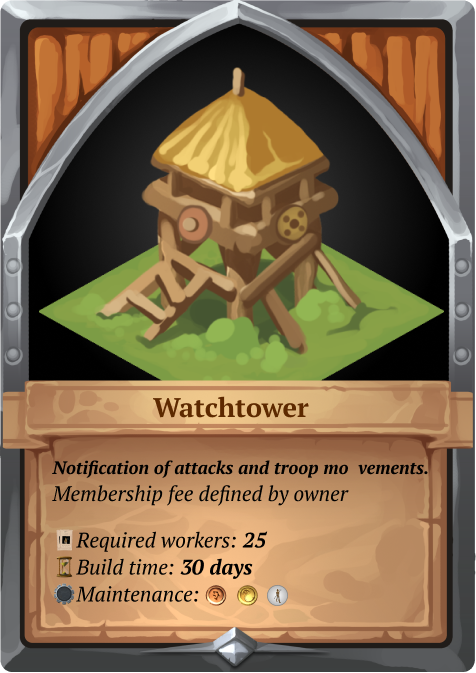 Watchtower
Notification of attacks and troop mo vements.
Membership fee defined by owner
Required workers: 25
Build time: 30 days
Maintenance: